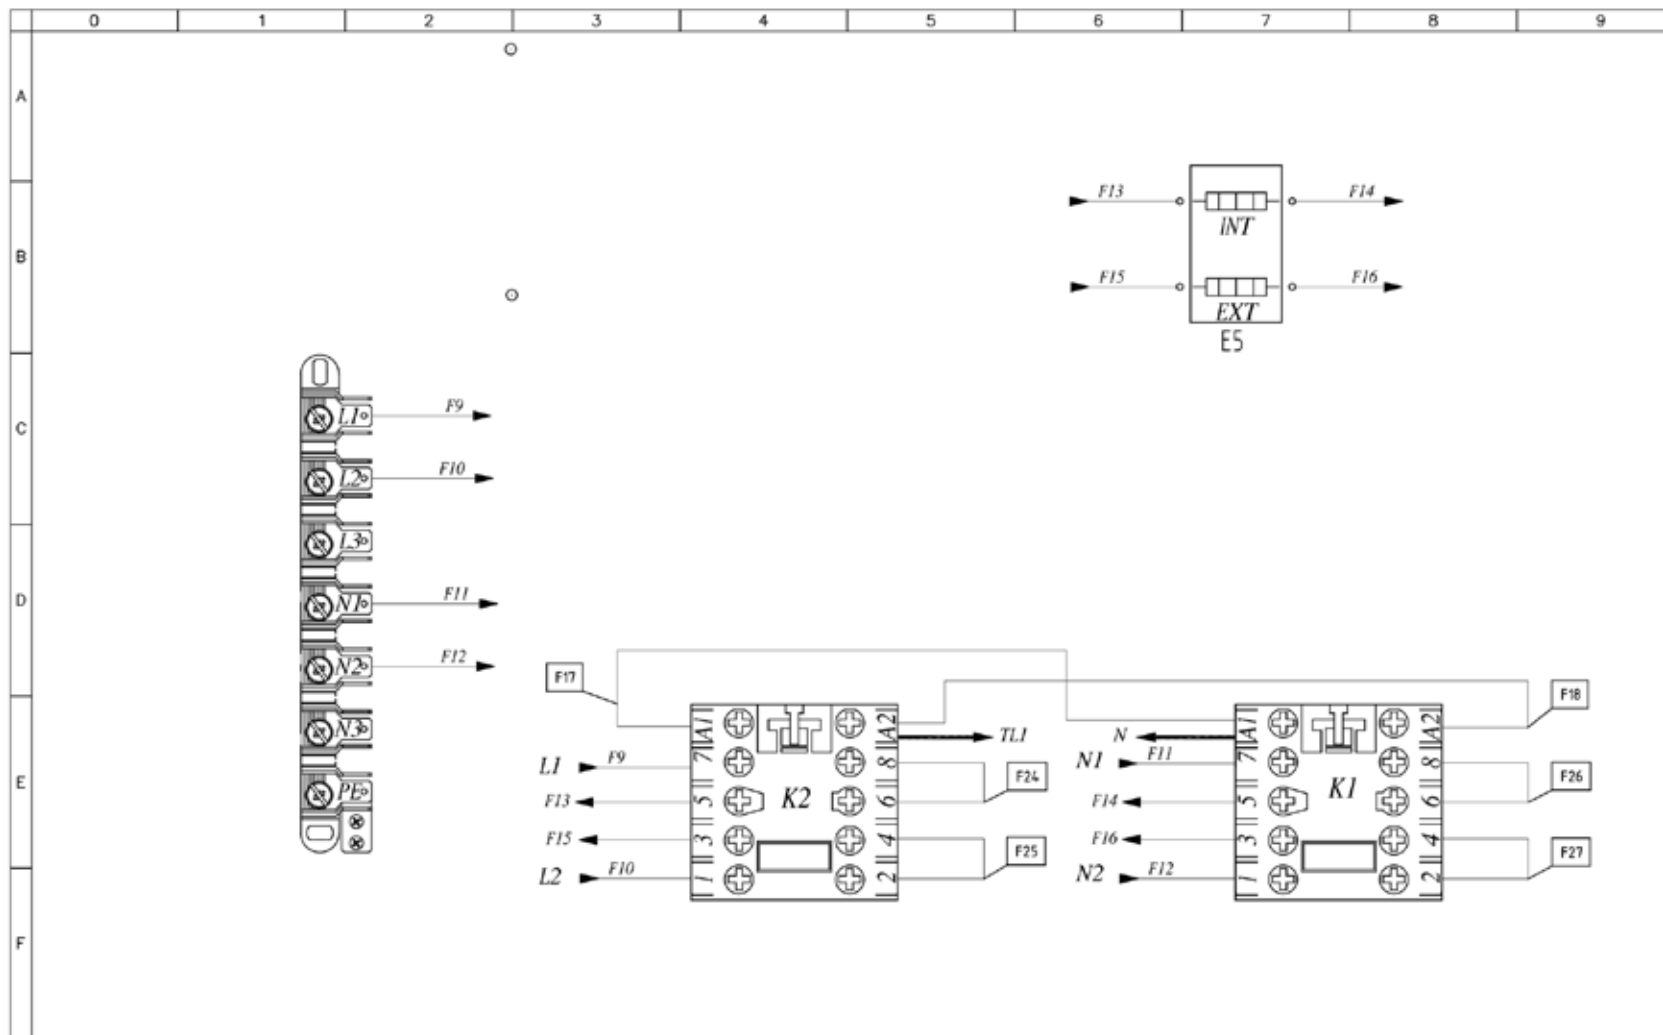 0 1 2 3 4 5 6 7 8 9
A
F13 F14
INT
B
F15 F16
EXT
E5
C
L1 F9
L2 F10
L3
D
N1 F11
N2 F12
F17
F18
N3
A1 A2 TL1 N A1 A2
E
L1 F9 7 8 N1 F11 7 8
F24 F26
F13 5 K2 6 F14 5 K1 6
PE
F15 3 4 F16 3 4
F25 F27
L2 F10 1 2 N2 F12 1 2
F